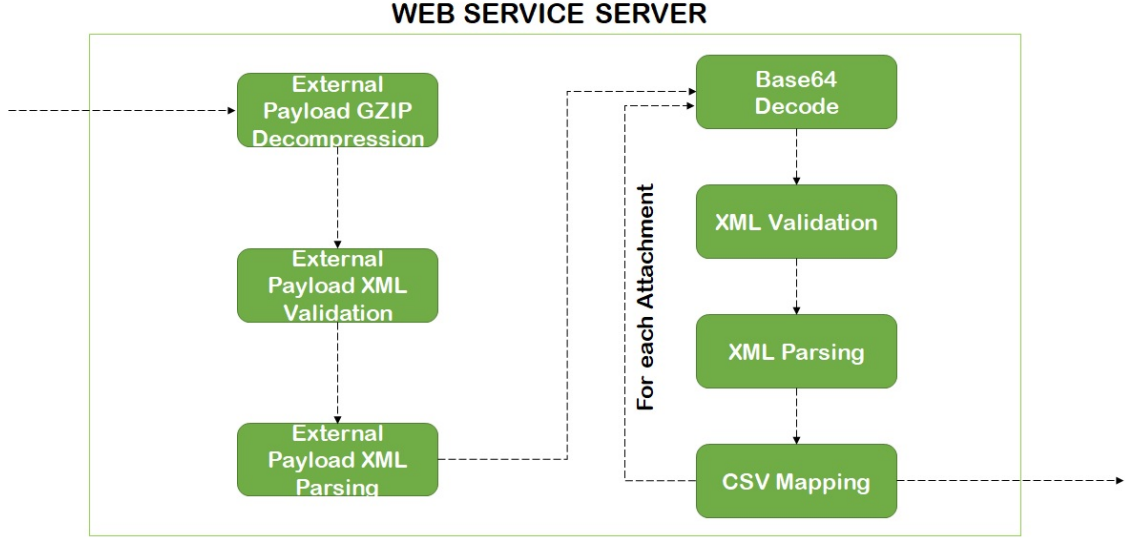 WEB SERVICE SERVER
External
Payload GZIP
Decompression
External
Payload XML
Validation
External
Payload XML
Parsing
For each Attachment
Base64
Decode
XML Validation
XML Parsing
CSV Mapping